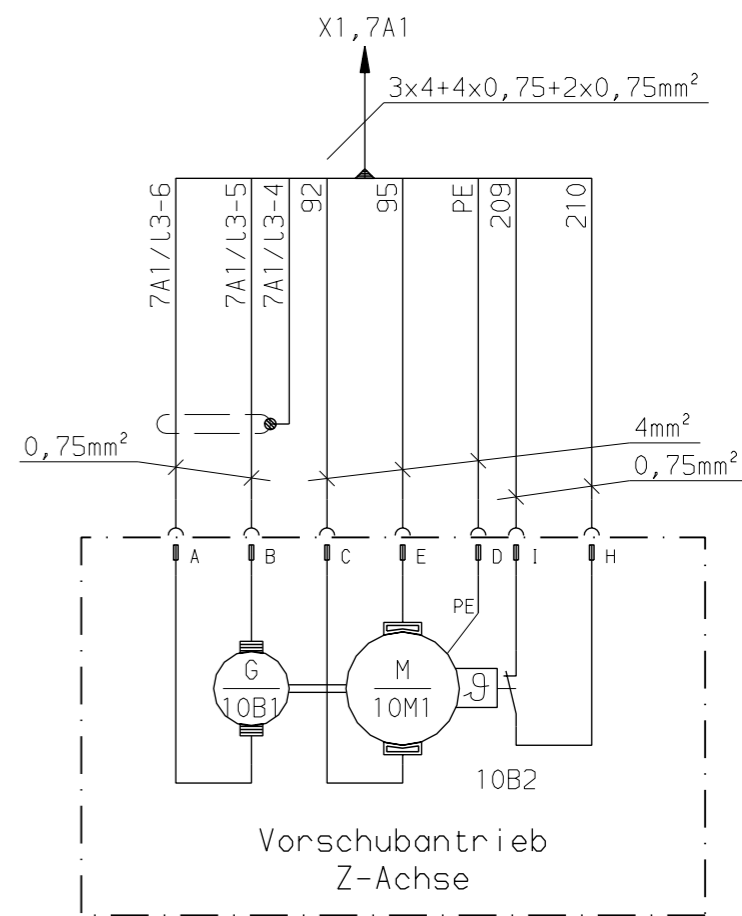 X1,7A1
3x4+4x0,75+2x0,75mm²
7A1/l3-6
7A1/l3-5
7A1/l3-4
92
95
PE
209
210
0,75mm²
4mm²
0,75mm²
A
B
C
E
D
I
H
PE
G
10B1
M
10M1
ϑ
10B2
Vorschubantrieb
Z-Achse